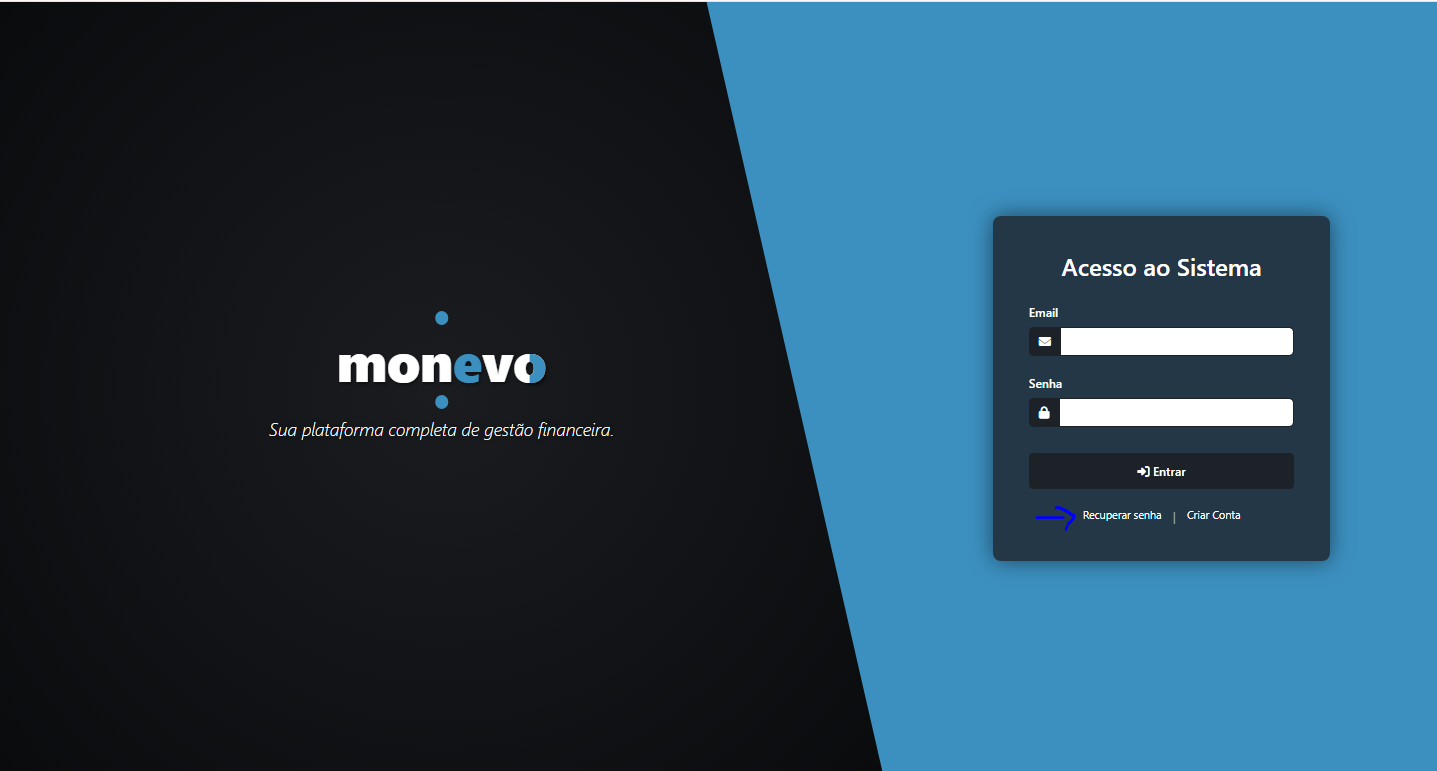 monevo
Sua plataforma completa de gestão financeira.
Acesso ao Sistema
Email
Senha
Entrar
Recuperar senha | Criar Conta